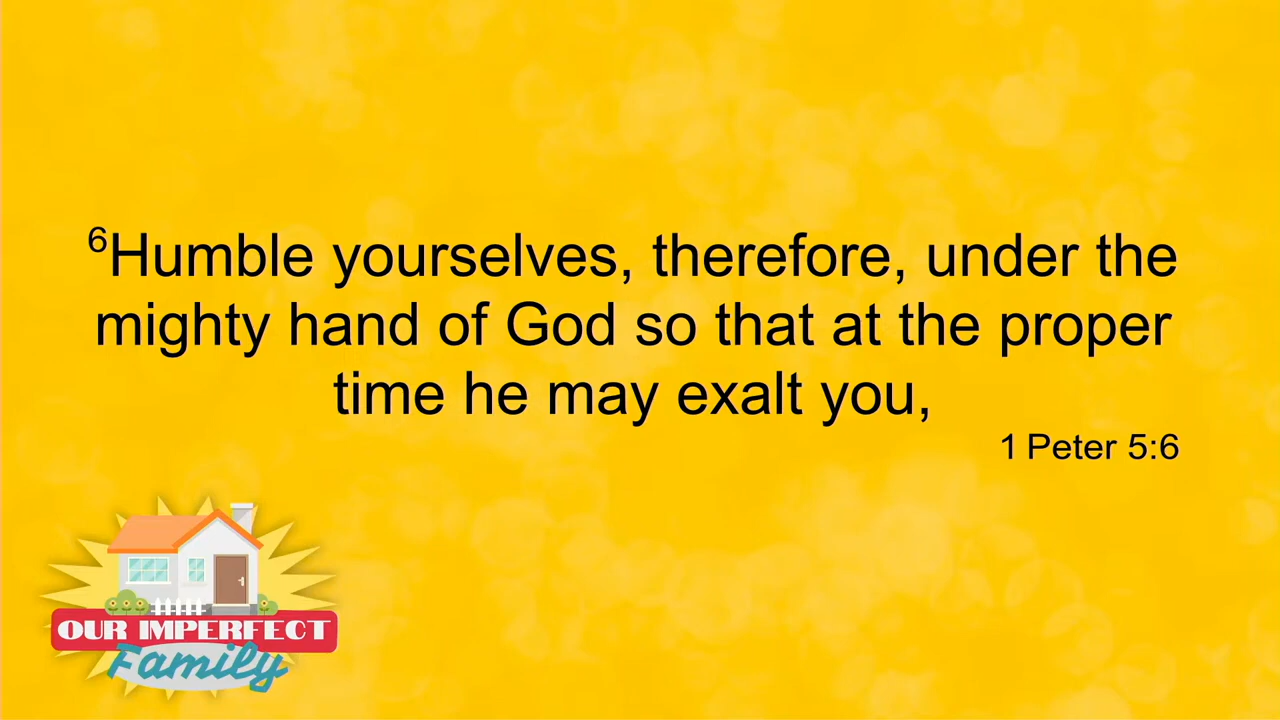 ⁶Humble yourselves, therefore, under the
mighty hand of God so that at the proper
time he may exalt you,
1 Peter 5:6
OUR IMPERFECT
Family